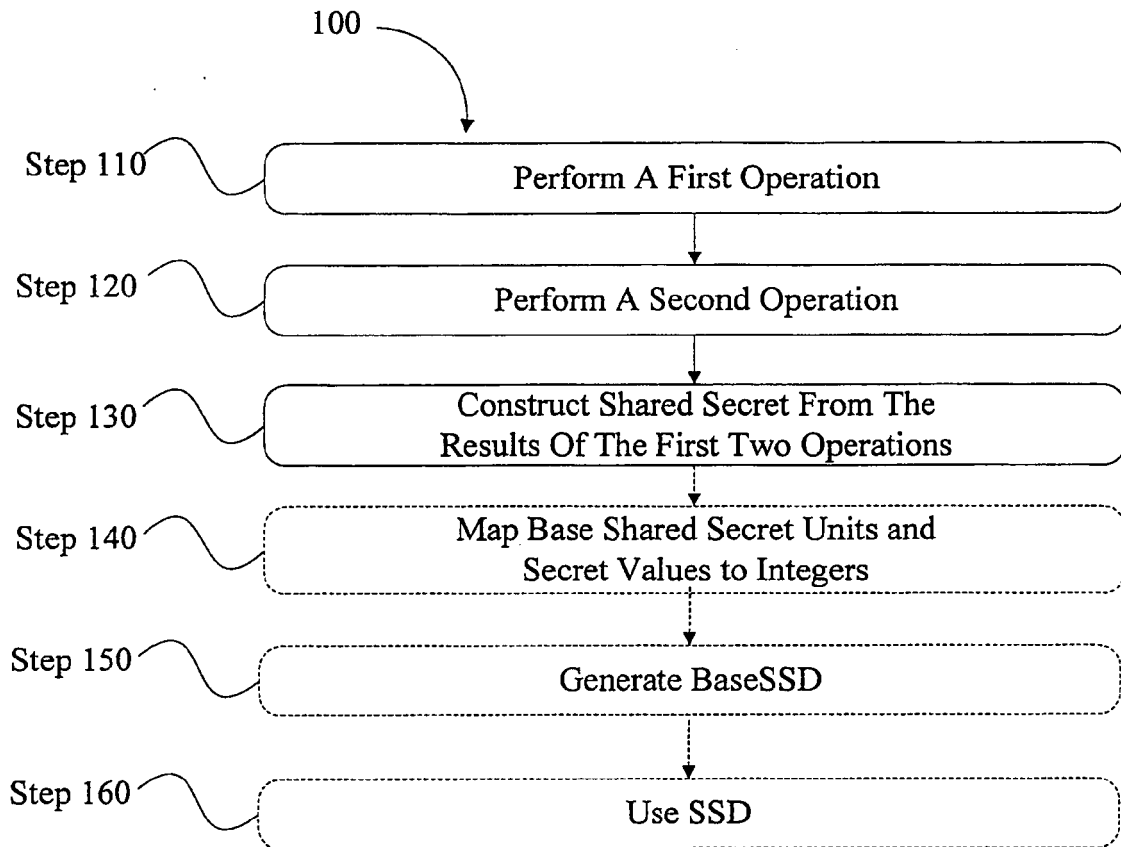 100
Step 110
Perform A First Operation
Step 120
Perform A Second Operation
Step 130
Construct Shared Secret From The
Results Of The First Two Operations
Step 140
Map Base Shared Secret Units and
Secret Values to Integers
Step 150
Generate BaseSSD
Step 160
Use SSD